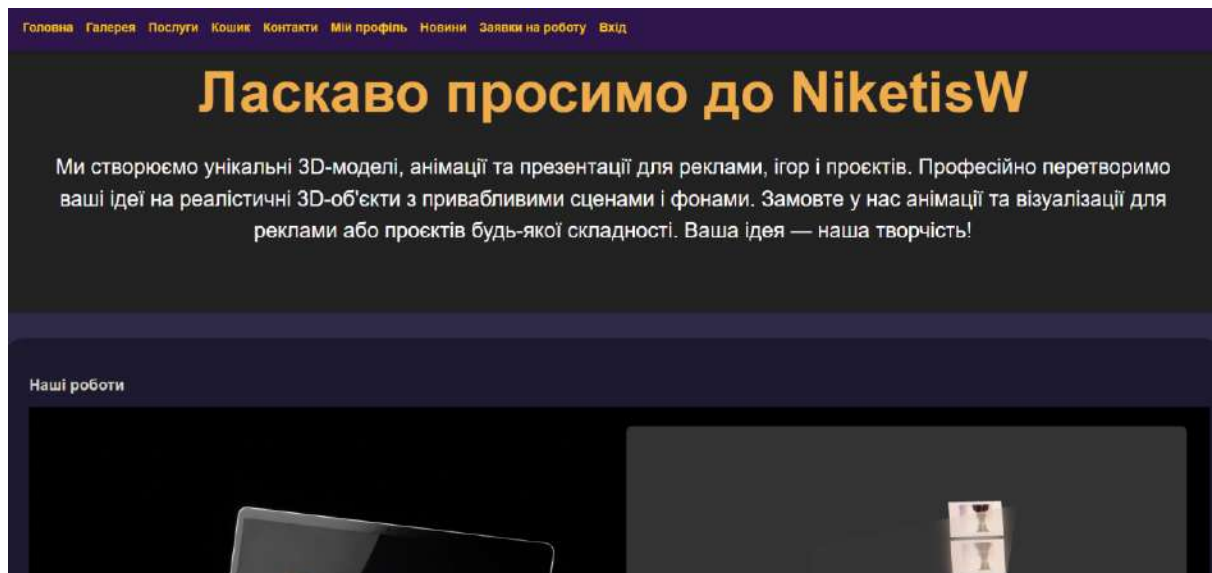 Головна Галерея Послуги Кошик Контакти Мій профіль Новини Заявки на роботу Вхід
Ласкаво просимо до NiketisW
Ми створюємо унікальні 3D-моделі, анімації та презентації для реклами, ігор і проєктів. Професійно перетворимо
ваші ідеї на реалістичні 3D-об'єкти з привабливими сценами і фонами. Замовте у нас анімації та візуалізації для
реклами або проєктів будь-якої складності. Ваша ідея — наша творчість!
Наші роботи